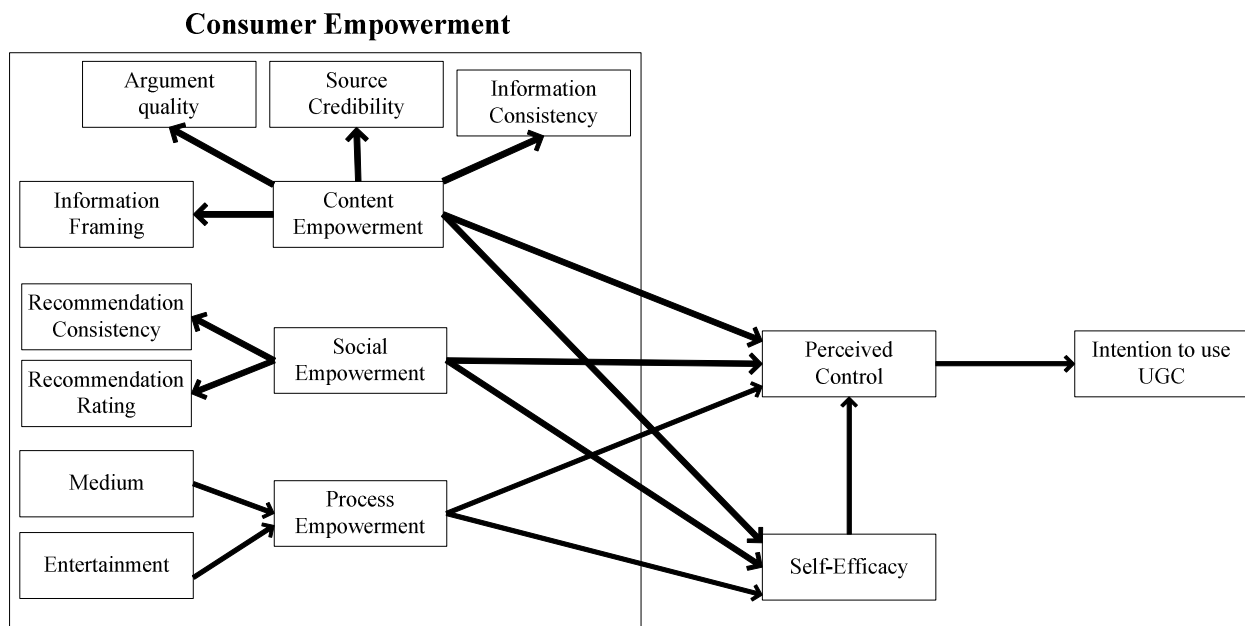 Consumer Empowerment
Argument
quality
Source
Credibility
Information
Consistency
Information
Framing
Content
Empowerment
Recommendation
Consistency
Recommendation
Rating
Social
Empowerment
Perceived
Control
Intention to use
UGC
Medium
Process
Empowerment
Entertainment
Self-Efficacy